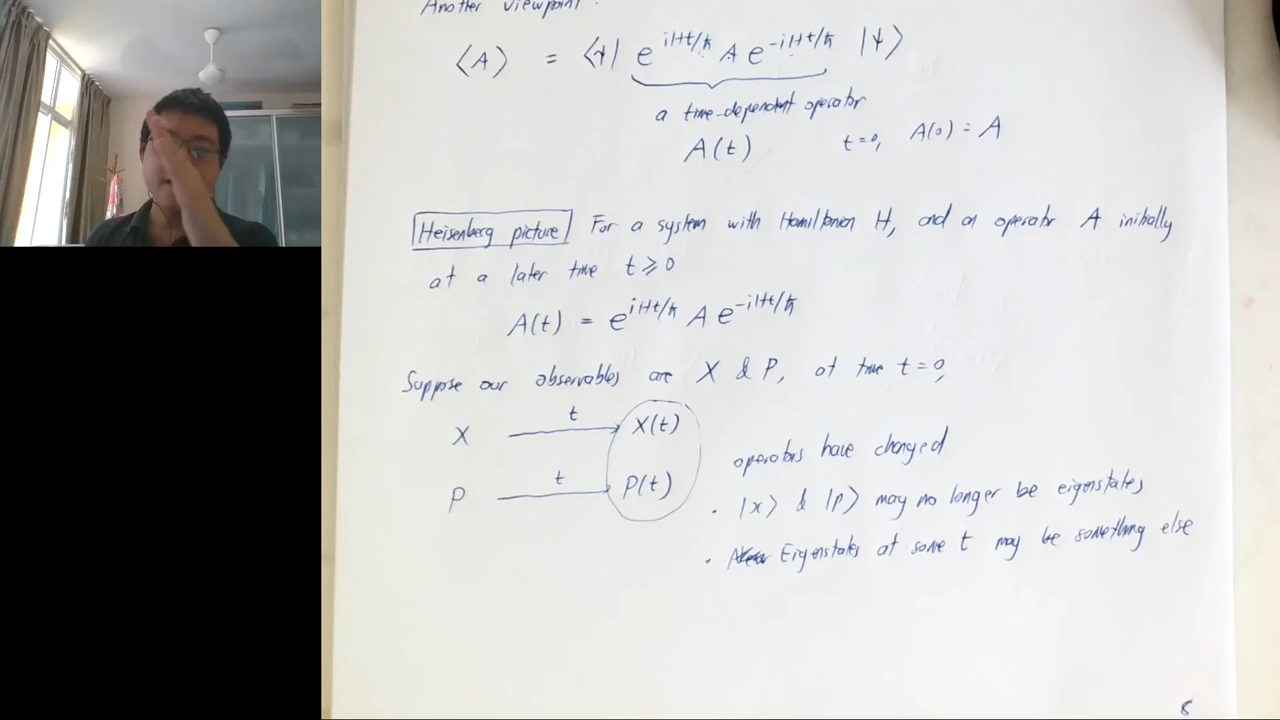 Another viewpoint:
⟨A⟩ = ⟨ψ| e^{iHt/ħ} A e^{-iHt/ħ} |ψ⟩
a time-dependent operator
A(t) t=0, A(0) = A
Heisenberg picture For a system with Hamiltonian H, and an operator A initially
at a later time t ≥ 0
A(t) = e^{iHt/ħ} A e^{-iHt/ħ}
Suppose our observables are X & P, at time t=0,
X t X(t)
P t P(t)
operators have changed
· |x⟩ & |p⟩ may no longer be eigenstates,
· Eigenstates at some t may be something else
8